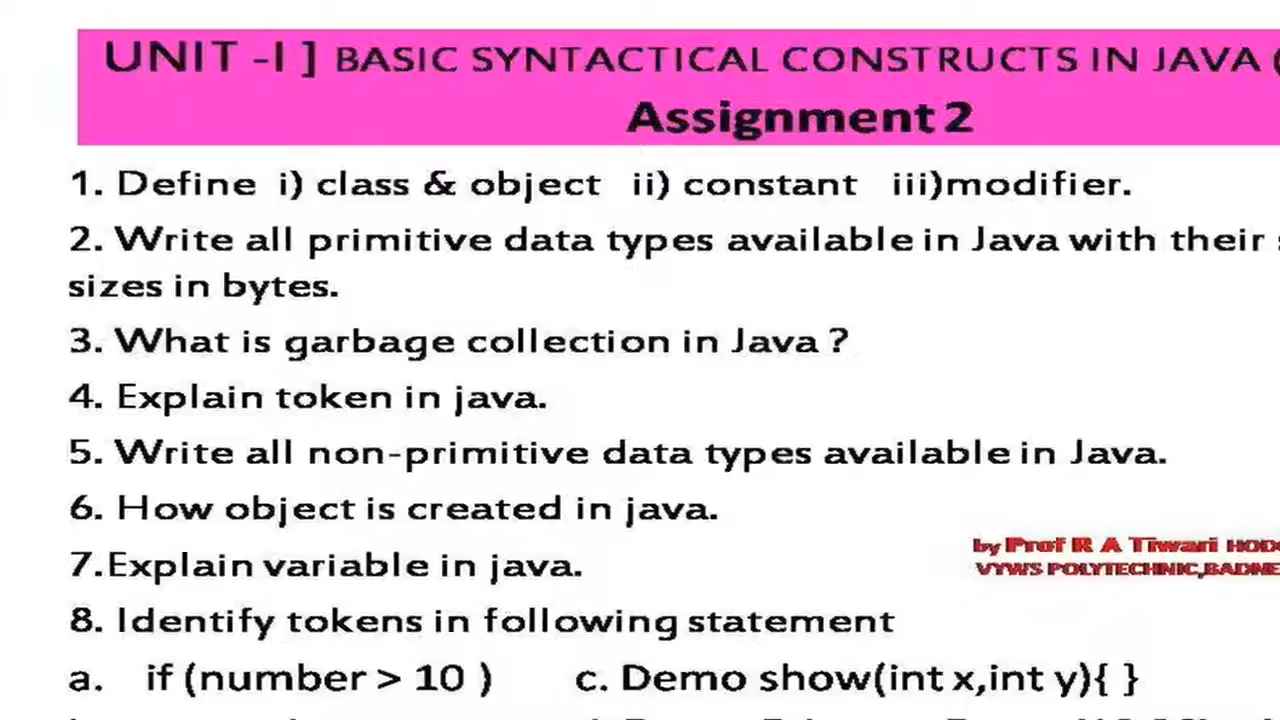 UNIT -I ] BASIC SYNTACTICAL CONSTRUCTS IN JAVA (
Assignment 2
1. Define i) class & object ii) constant iii)modifier.
2. Write all primitive data types available in Java with their
sizes in bytes.
3. What is garbage collection in Java ?
4. Explain token in java.
5. Write all non-primitive data types available in Java.
6. How object is created in java.
by Prof R A Tiwari
7.Explain variable in java.
VYWS POLYTECHNIC,
8. Identify tokens in following statement
a. if (number > 10 ) c. Demo show(int x,int y){ }